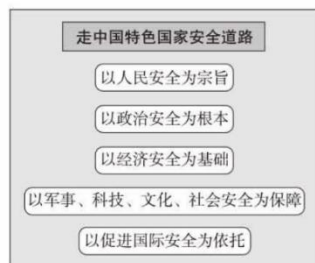 走中国特色国家安全道路
以人民安全为宗旨
以政治安全为根本
以经济安全为基础
以军事、科技、文化、社会安全为保障
以促进国际安全为依托